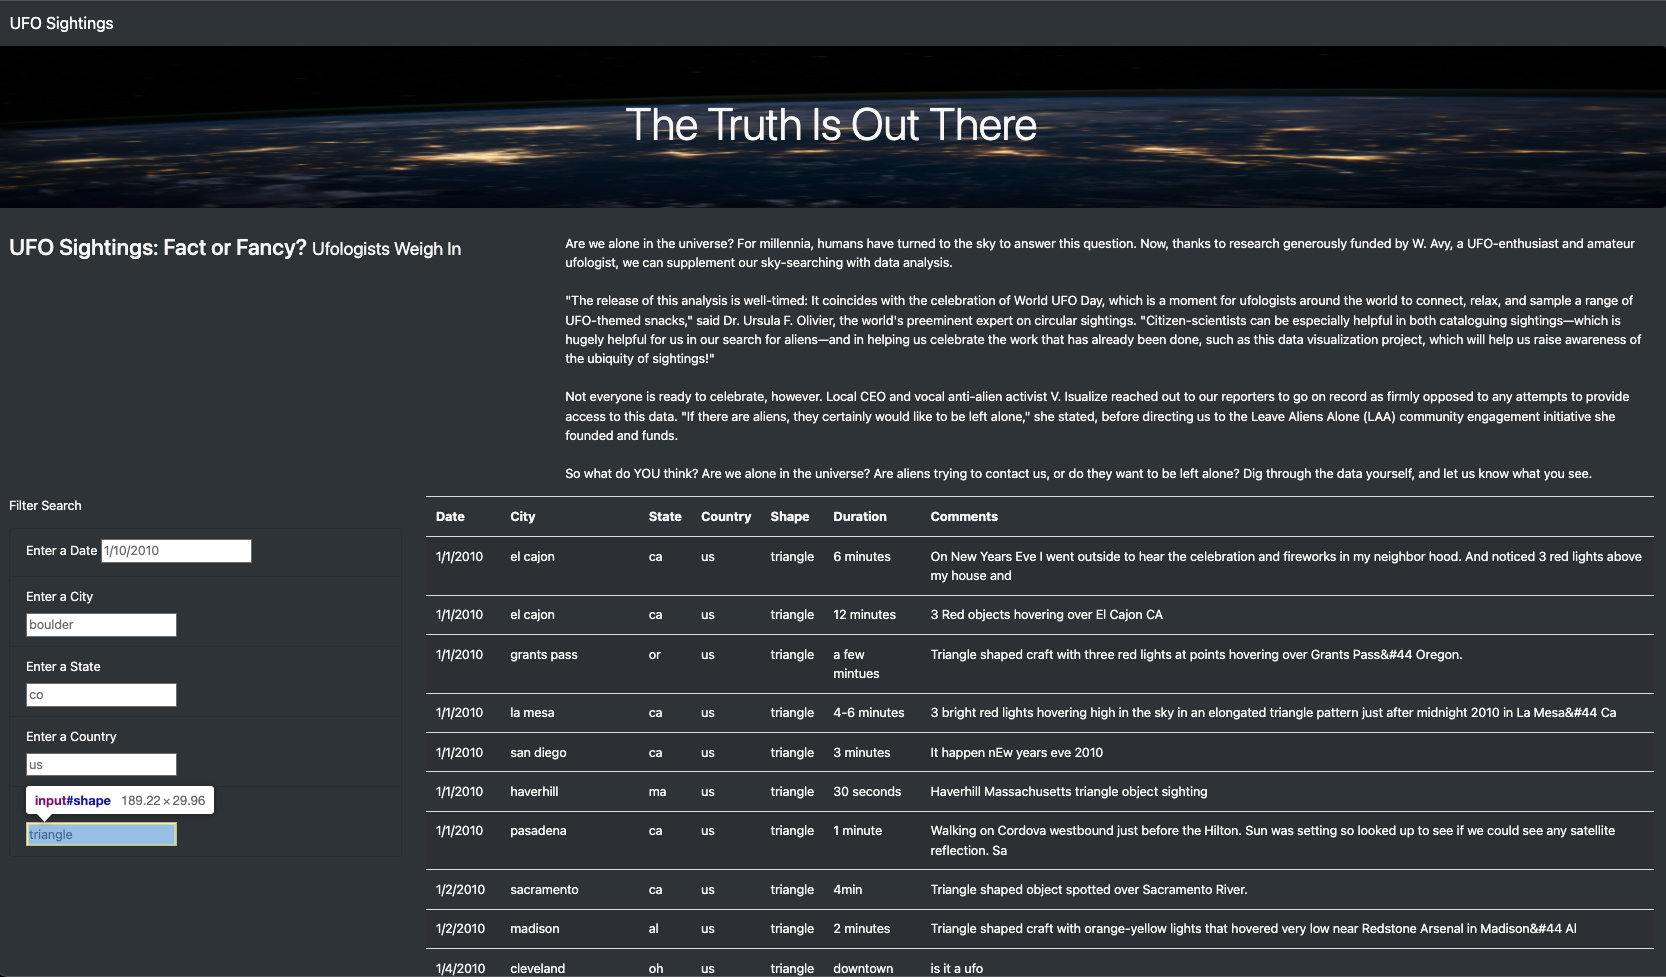 UFO Sightings
The Truth Is Out There
UFO Sightings: Fact or Fancy? Ufologists Weigh In
Are we alone in the universe? For millennia, humans have turned to the sky to answer this question. Now, thanks to research generously funded by W. Avy, a UFO-enthusiast and amateur
ufologist, we can supplement our sky-searching with data analysis.
"The release of this analysis is well-timed: It coincides with the celebration of World UFO Day, which is a moment for ufologists around the world to connect, relax, and sample a range of
UFO-themed snacks," said Dr. Ursula F. Olivier, the world's preeminent expert on circular sightings. "Citizen-scientists can be especially helpful in both cataloguing sightings—which is
hugely helpful for us in our search for aliens—and in helping us celebrate the work that has already been done, such as this data visualization project, which will help us raise awareness of
the ubiquity of sightings!"
Not everyone is ready to celebrate, however. Local CEO and vocal anti-alien activist V. Isualize reached out to our reporters to go on record as firmly opposed to any attempts to provide
access to this data. "If there are aliens, they certainly would like to be left alone," she stated, before directing us to the Leave Aliens Alone (LAA) community engagement initiative she
founded and funds.
So what do YOU think? Are we alone in the universe? Are aliens trying to contact us, or do they want to be left alone? Dig through the data yourself, and let us know what you see.
Filter Search
Enter a Date 1/10/2010
Enter a City
boulder
Enter a State
co
Enter a Country
us
input#shape 189.22 × 29.96
triangle
Date City State Country Shape Duration Comments
1/1/2010 el cajon ca us triangle 6 minutes On New Years Eve I went outside to hear the celebration and fireworks in my neighbor hood. And noticed 3 red lights above
my house and
1/1/2010 el cajon ca us triangle 12 minutes 3 Red objects hovering over El Cajon CA
1/1/2010 grants pass or us triangle a few Triangle shaped craft with three red lights at points hovering over Grants Pass&#44 Oregon.
mintues
1/1/2010 la mesa ca us triangle 4-6 minutes 3 bright red lights hovering high in the sky in an elongated triangle pattern just after midnight 2010 in La Mesa&#44 Ca
1/1/2010 san diego ca us triangle 3 minutes It happen nEw years eve 2010
1/1/2010 haverhill ma us triangle 30 seconds Haverhill Massachusetts triangle object sighting
1/1/2010 pasadena ca us triangle 1 minute Walking on Cordova westbound just before the Hilton. Sun was setting so looked up to see if we could see any satellite
reflection. Sa
1/2/2010 sacramento ca us triangle 4min Triangle shaped object spotted over Sacramento River.
1/2/2010 madison al us triangle 2 minutes Triangle shaped craft with orange-yellow lights that hovered very low near Redstone Arsenal in Madison&#44 Al
1/4/2010 cleveland oh us triangle downtown is it a ufo